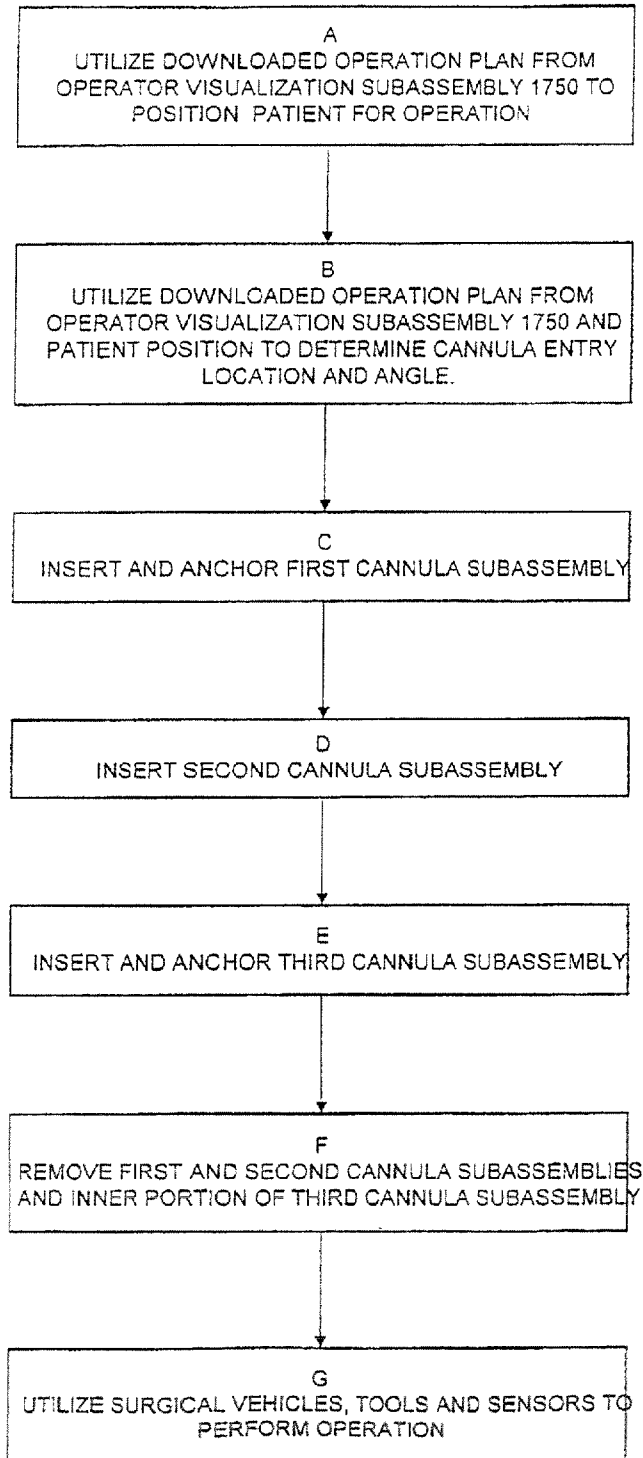 A
UTILIZE DOWNLOADED OPERATION PLAN FROM
OPERATOR VISUALIZATION SUBASSEMBLY 1750 TO
POSITION PATIENT FOR OPERATION
B
UTILIZE DOWNLOADED OPERATION PLAN FROM
OPERATOR VISUALIZATION SUBASSEMBLY 1750 AND
PATIENT POSITION TO DETERMINE CANNULA ENTRY
LOCATION AND ANGLE.
C
INSERT AND ANCHOR FIRST CANNULA SUBASSEMBLY
D
INSERT SECOND CANNULA SUBASSEMBLY
E
INSERT AND ANCHOR THIRD CANNULA SUBASSEMBLY
F
REMOVE FIRST AND SECOND CANNULA SUBASSEMBLIES
AND INNER PORTION OF THIRD CANNULA SUBASSEMBLY
G
UTILIZE SURGICAL VEHICLES, TOOLS AND SENSORS TO
PERFORM OPERATION